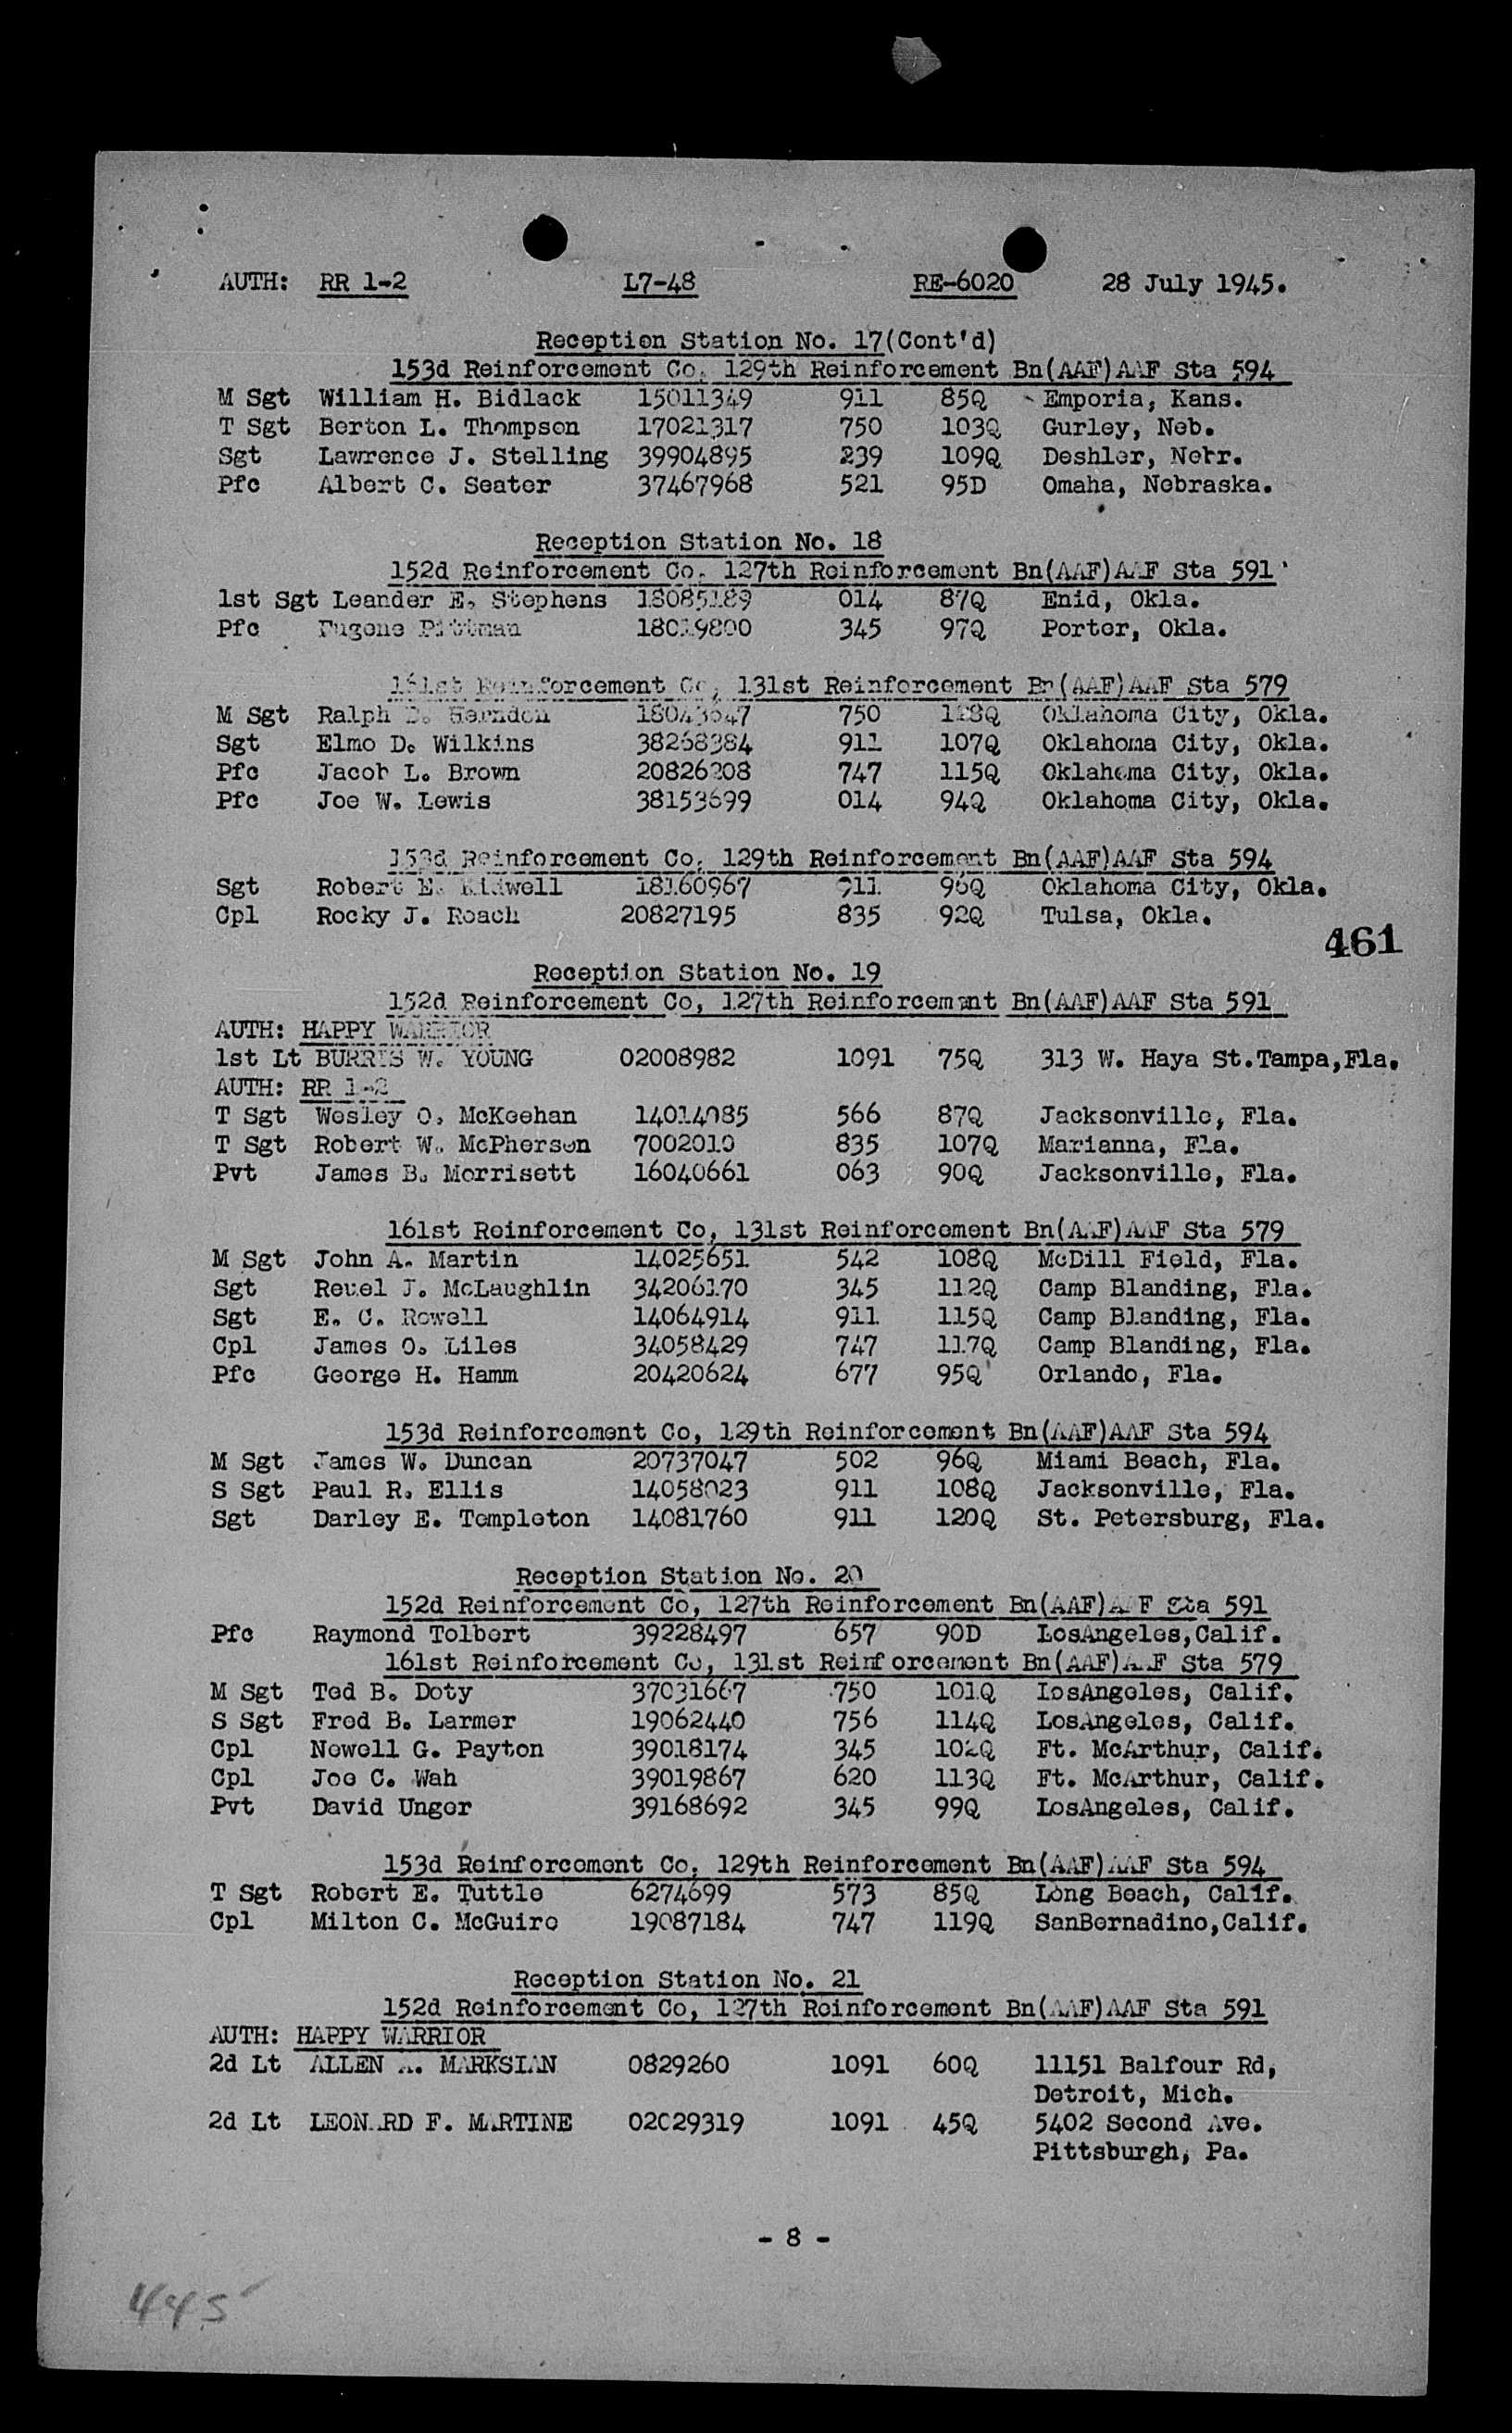 AUTH: RR 1-2 L7-48 RE-6020 28 July 1945.
Reception Station No. 17(Cont'd)
153d Reinforcement Co, 129th Reinforcement Bn(AAF)AAF Sta 594
M Sgt William H. Bidlack 15011349 911 85Q Emporia, Kans.
T Sgt Berton L. Thompson 17021317 750 103Q Gurley, Neb.
Sgt Lawrence J. Stelling 39904895 239 109Q Deshler, Nebr.
Pfc Albert C. Seater 37467968 521 95D Omaha, Nebraska.
Reception Station No. 18
152d Reinforcement Co, 127th Reinforcement Bn(AAF)AAF Sta 591
1st Sgt Leander E. Stephens 18085189 014 87Q Enid, Okla.
Pfc Eugene Pittman 18019800 345 97Q Porter, Okla.
161st Reinforcement Co, 131st Reinforcement Bn(AAF)AAF Sta 579
M Sgt Ralph D. Herndon 18043647 750 118Q Oklahoma City, Okla.
Sgt Elmo D. Wilkins 38268384 911 107Q Oklahoma City, Okla.
Pfc Jacob L. Brown 20826208 747 115Q Oklahoma City, Okla.
Pfc Joe W. Lewis 38153699 014 94Q Oklahoma City, Okla.
153d Reinforcement Co, 129th Reinforcement Bn(AAF)AAF Sta 594
Sgt Robert E. Kidwell 18160967 911 96Q Oklahoma City, Okla.
Cpl Rocky J. Roach 20827195 835 92Q Tulsa, Okla.
461
Reception Station No. 19
152d Reinforcement Co, 127th Reinforcement Bn(AAF)AAF Sta 591
AUTH: HAPPY WARRIOR
1st Lt BURRIS W. YOUNG 02008982 1091 75Q 313 W. Haya St.Tampa,Fla.
AUTH: RR 1-2
T Sgt Wesley O. McKeehan 14014085 566 87Q Jacksonville, Fla.
T Sgt Robert W. McPherson 7002010 835 107Q Marianna, Fla.
Pvt James B. Morrisett 16040661 063 90Q Jacksonville, Fla.
161st Reinforcement Co, 131st Reinforcement Bn(AAF)AAF Sta 579
M Sgt John A. Martin 14025651 542 108Q McDill Field, Fla.
Sgt Reuel J. McLaughlin 34206170 345 112Q Camp Blanding, Fla.
Sgt E. C. Rowell 14064914 911 115Q Camp Blanding, Fla.
Cpl James O. Liles 34058429 747 117Q Camp Blanding, Fla.
Pfc George H. Hamm 20420624 677 95Q Orlando, Fla.
153d Reinforcement Co, 129th Reinforcement Bn(AAF)AAF Sta 594
M Sgt James W. Duncan 20737047 502 96Q Miami Beach, Fla.
S Sgt Paul R. Ellis 14058023 911 108Q Jacksonville, Fla.
Sgt Darley E. Templeton 14081760 911 120Q St. Petersburg, Fla.
Reception Station No. 20
152d Reinforcement Co, 127th Reinforcement Bn(AAF)AAF Sta 591
Pfc Raymond Tolbert 39228497 657 90D LosAngeles,Calif.
161st Reinforcement Co, 131st Reinforcement Bn(AAF)AAF Sta 579
M Sgt Ted B. Doty 37031667 750 101Q LosAngeles, Calif.
S Sgt Fred B. Larmer 19062440 756 114Q LosAngeles, Calif.
Cpl Newell G. Payton 39018174 345 102Q Ft. McArthur, Calif.
Cpl Joe C. Wah 39019867 620 113Q Ft. McArthur, Calif.
Pvt David Unger 39168692 345 99Q LosAngeles, Calif.
153d Reinforcement Co, 129th Reinforcement Bn(AAF)AAF Sta 594
T Sgt Robert E. Tuttle 6274699 573 85Q Long Beach, Calif.
Cpl Milton C. McGuire 19087184 747 119Q SanBernadino,Calif.
Reception Station No. 21
152d Reinforcement Co, 127th Reinforcement Bn(AAF)AAF Sta 591
AUTH: HAPPY WARRIOR
2d Lt ALLEN A. MARKSIAN 0829260 1091 60Q 11151 Balfour Rd,
Detroit, Mich.
2d Lt LEONARD F. MARTINE 02029319 1091 45Q 5402 Second Ave.
Pittsburgh, Pa.
- 8 -
445